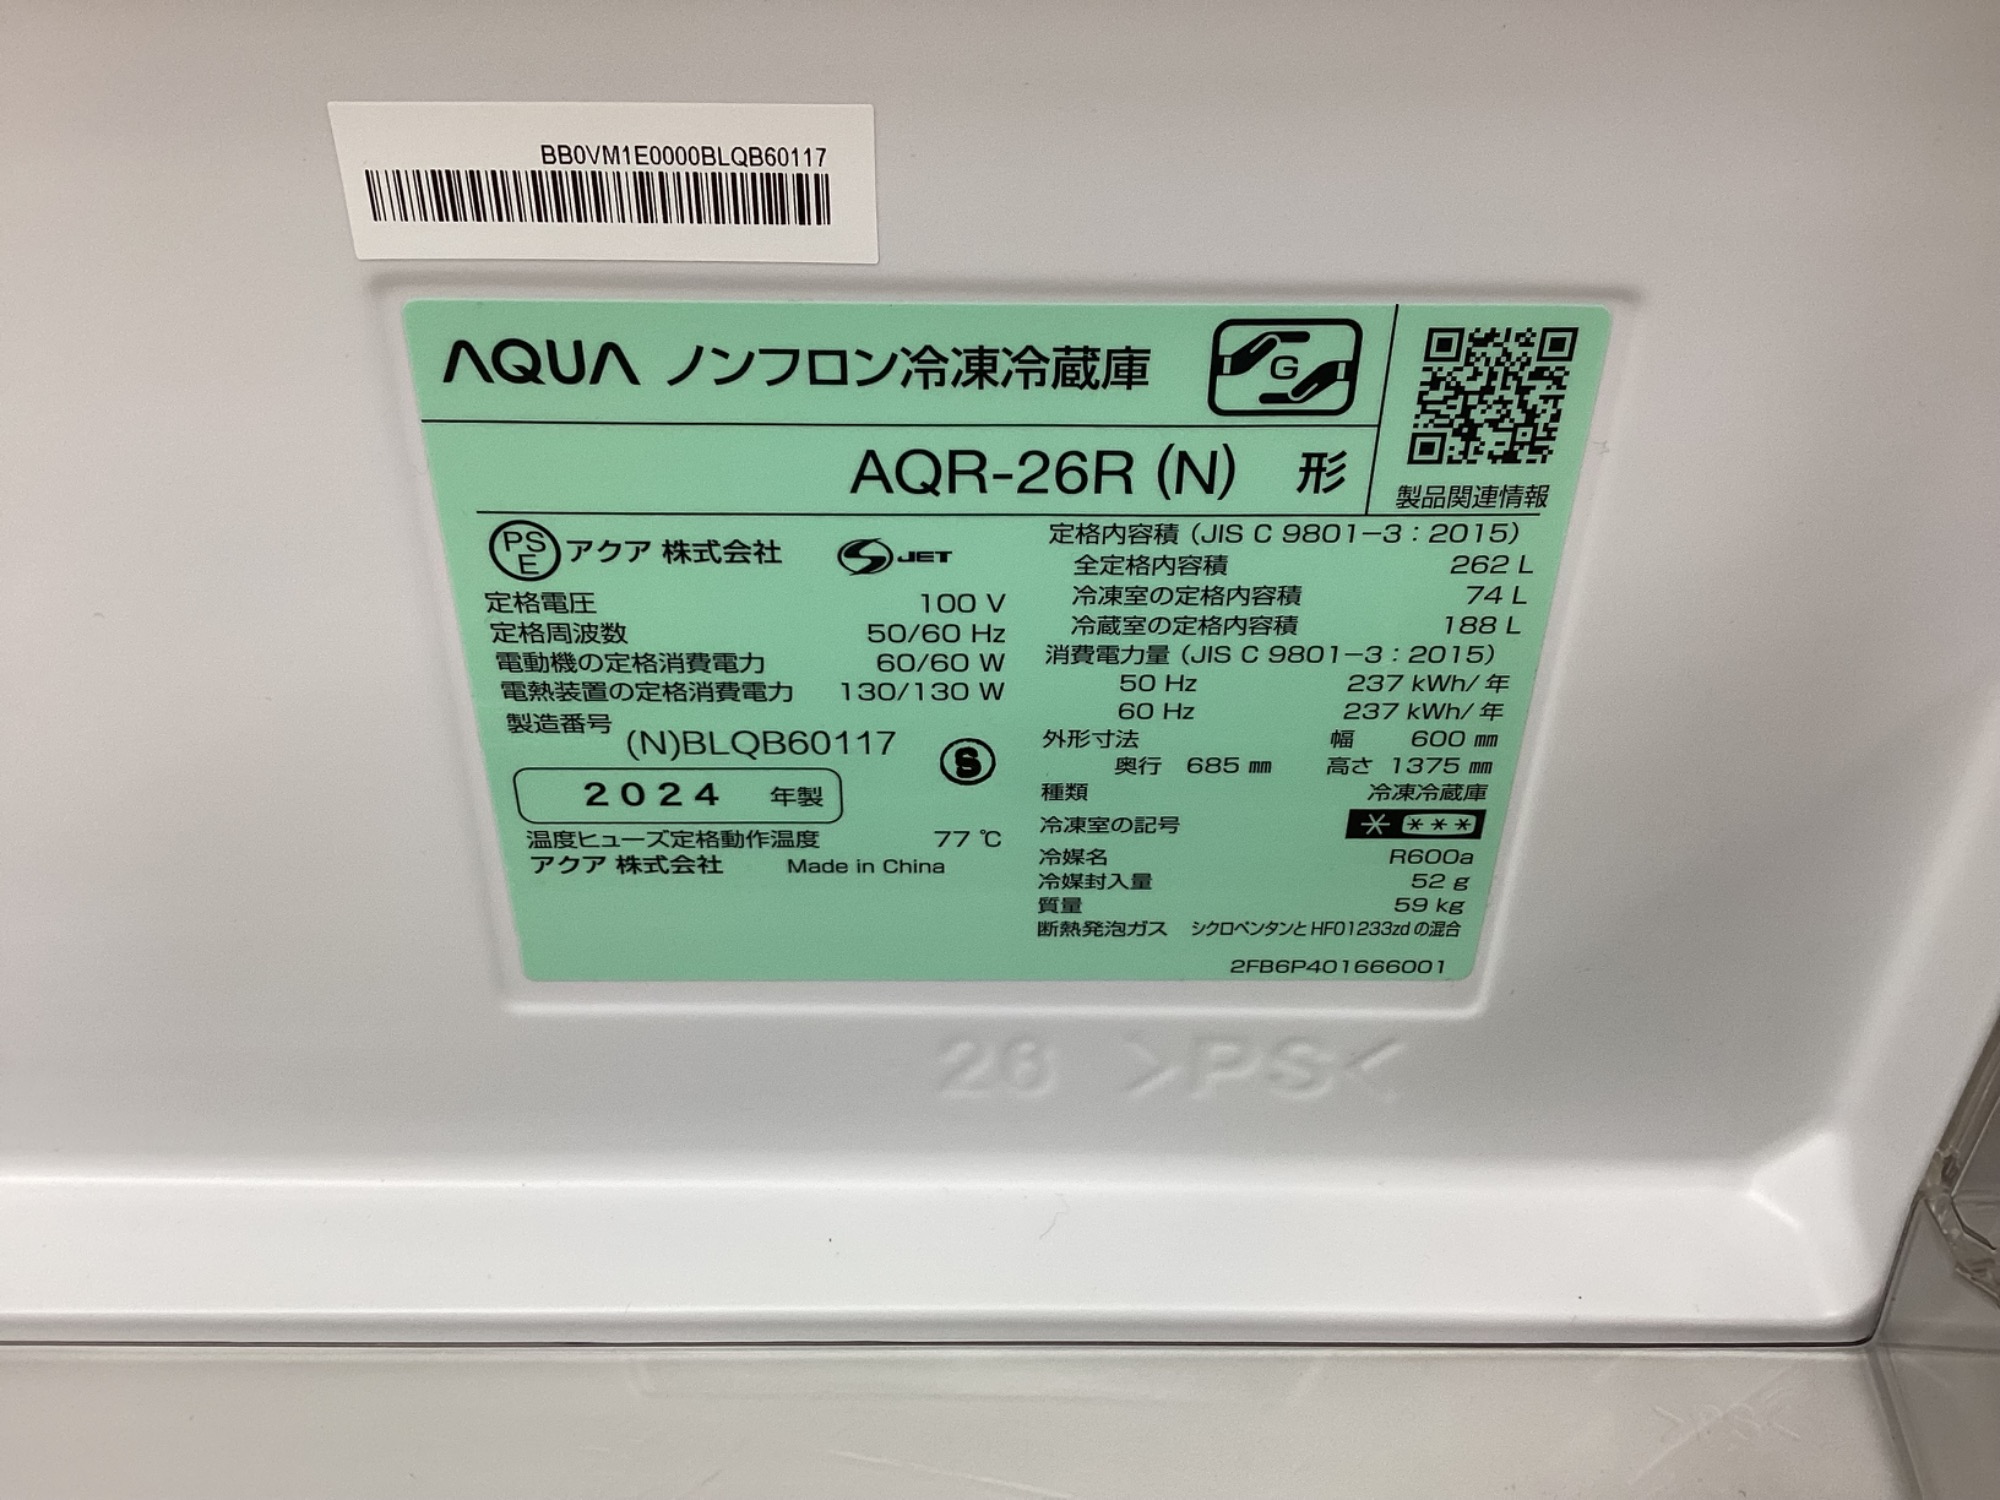 BB0VM1E0000BLQB60117
AQUA ノンフロン冷凍冷蔵庫
G
AQR-26R (N) 形
製品関連情報
PSE アクア 株式会社 S JET
定格電圧 100 V
定格周波数 50/60 Hz
電動機の定格消費電力 60/60 W
電熱装置の定格消費電力 130/130 W
製造番号
(N)BLQB60117
S
2024 年製
温度ヒューズ定格動作温度 77 ℃
アクア 株式会社 Made in China
定格内容積 (JIS C 9801-3:2015)
全定格内容積 262 L
冷凍室の定格内容積 74 L
冷蔵室の定格内容積 188 L
消費電力量 (JIS C 9801-3:2015)
50 Hz 237 kWh/年
60 Hz 237 kWh/年
外形寸法 幅 600 ㎜
奥行 685 ㎜ 高さ 1375 ㎜
種類 冷凍冷蔵庫
冷凍室の記号 * ***
冷媒名 R600a
冷媒封入量 52 g
質量 59 kg
断熱発泡ガス シクロペンタンとHFO1233zdの混合
2FB6P401666001
26 >PS<
>PS<